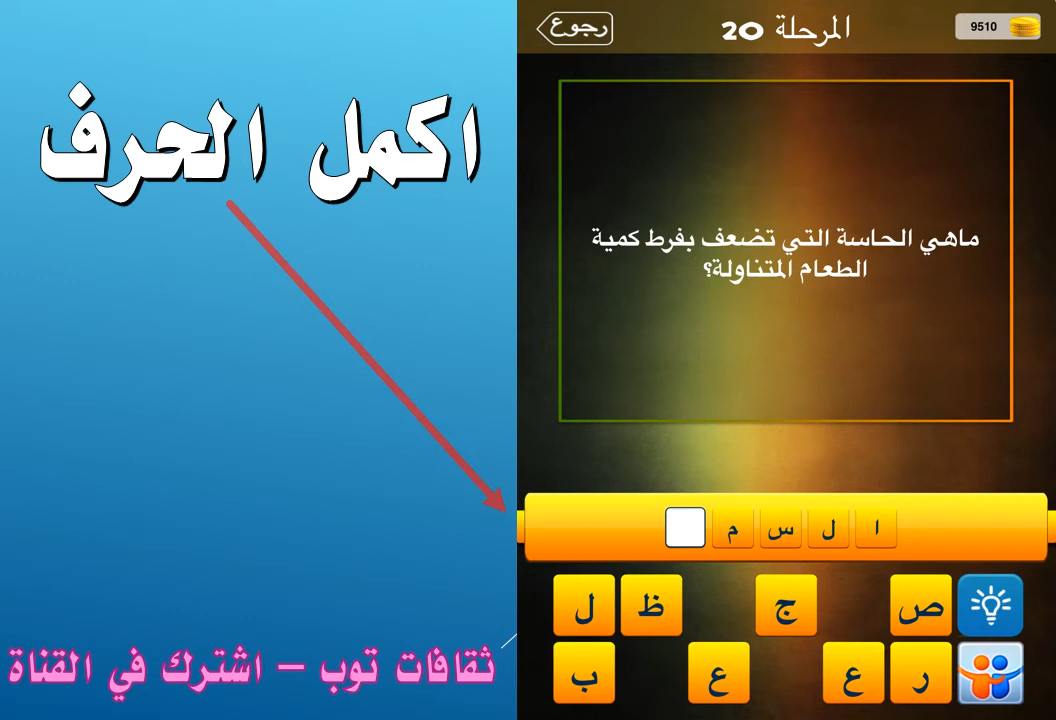 اكمل الحرف
ثقافات توب – اشترك في القناة
رجوع
المرحلة 20
9510
ماهي الحاسة التي تضعف بفرط كمية
الطعام المتناولة؟
ا ل س م
ص ج ظ ل
ر ع ع ب